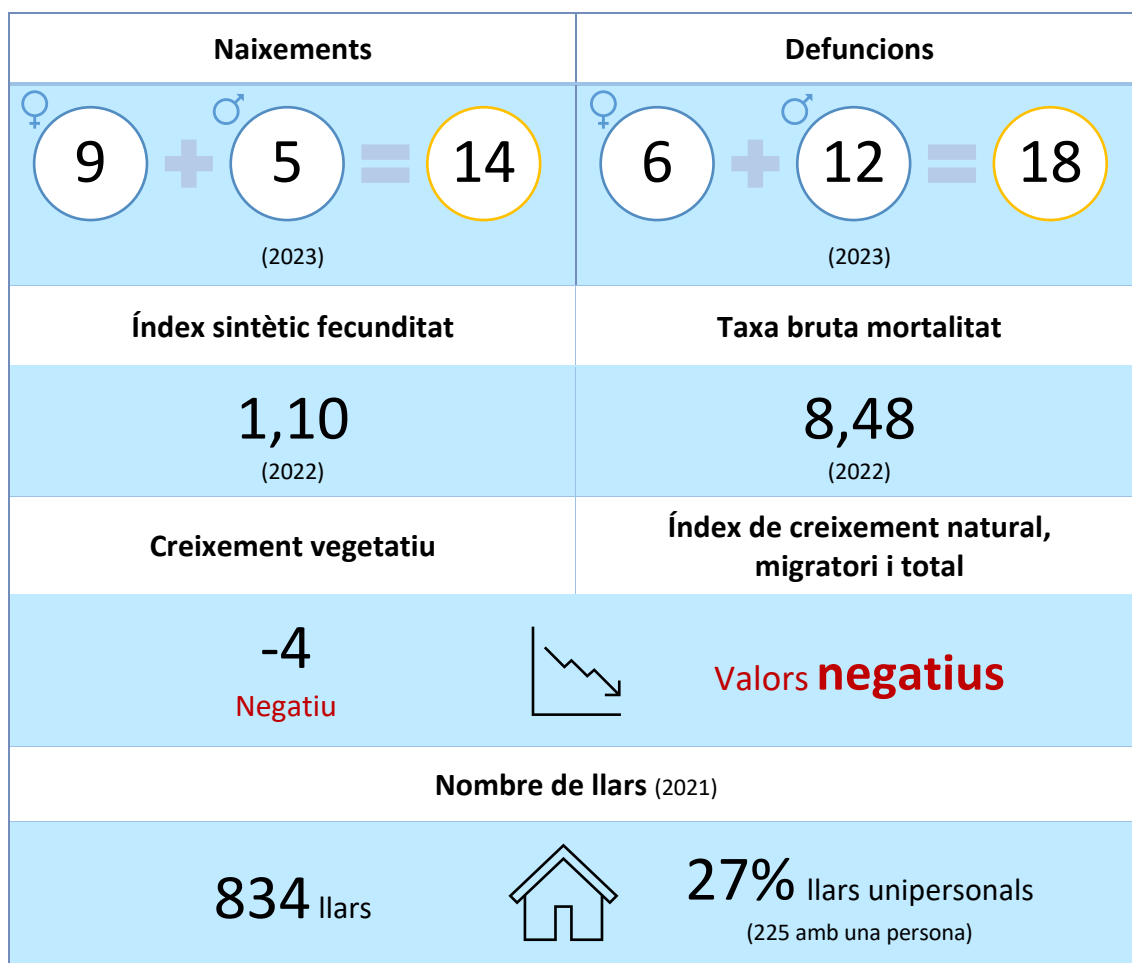 Naixements
Defuncions
♀ 9 + ♂ 5 = 14
(2023)
♀ 6 + ♂ 12 = 18
(2023)
Índex sintètic fecunditat
Taxa bruta mortalitat
1,10
(2022)
8,48
(2022)
Creixement vegetatiu
Índex de creixement natural,
migratori i total
-4
Negatiu
Valors negatius
Nombre de llars (2021)
834 llars
27% llars unipersonals
(225 amb una persona)